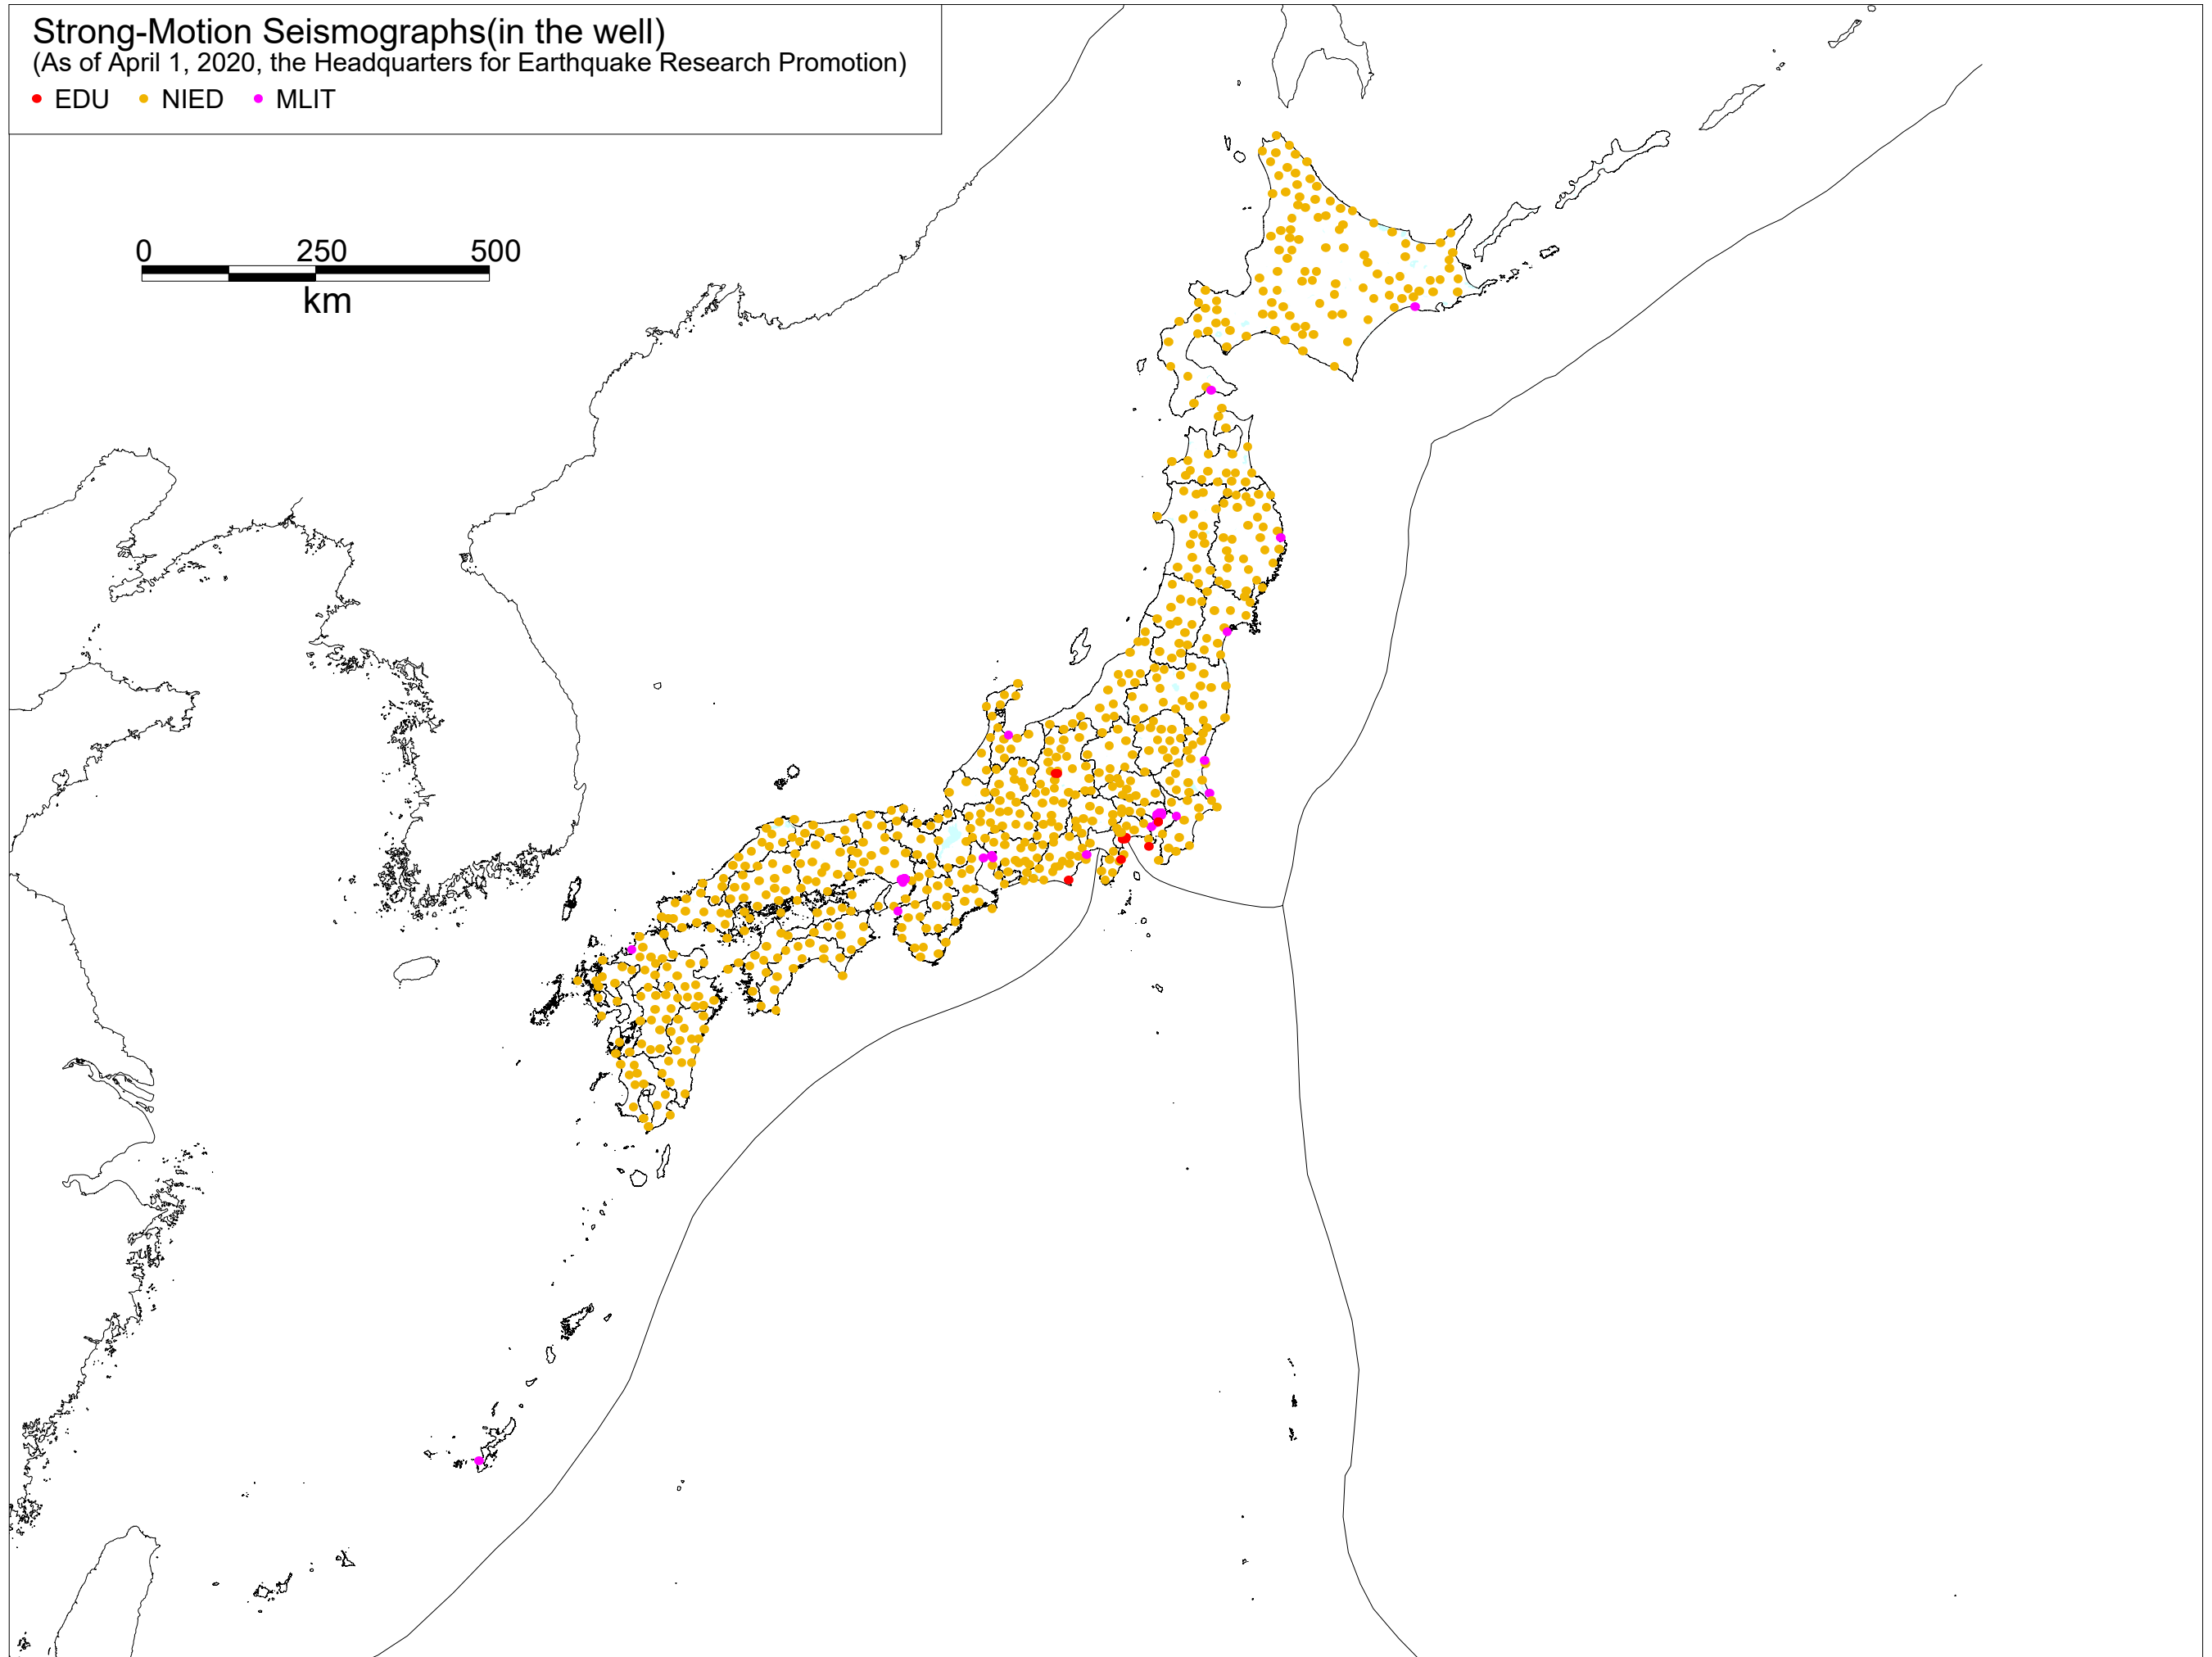 Strong-Motion Seismographs(in the well)
(As of April 1, 2020, the Headquarters for Earthquake Research Promotion)
EDU NIED MLIT
0 250 500
km